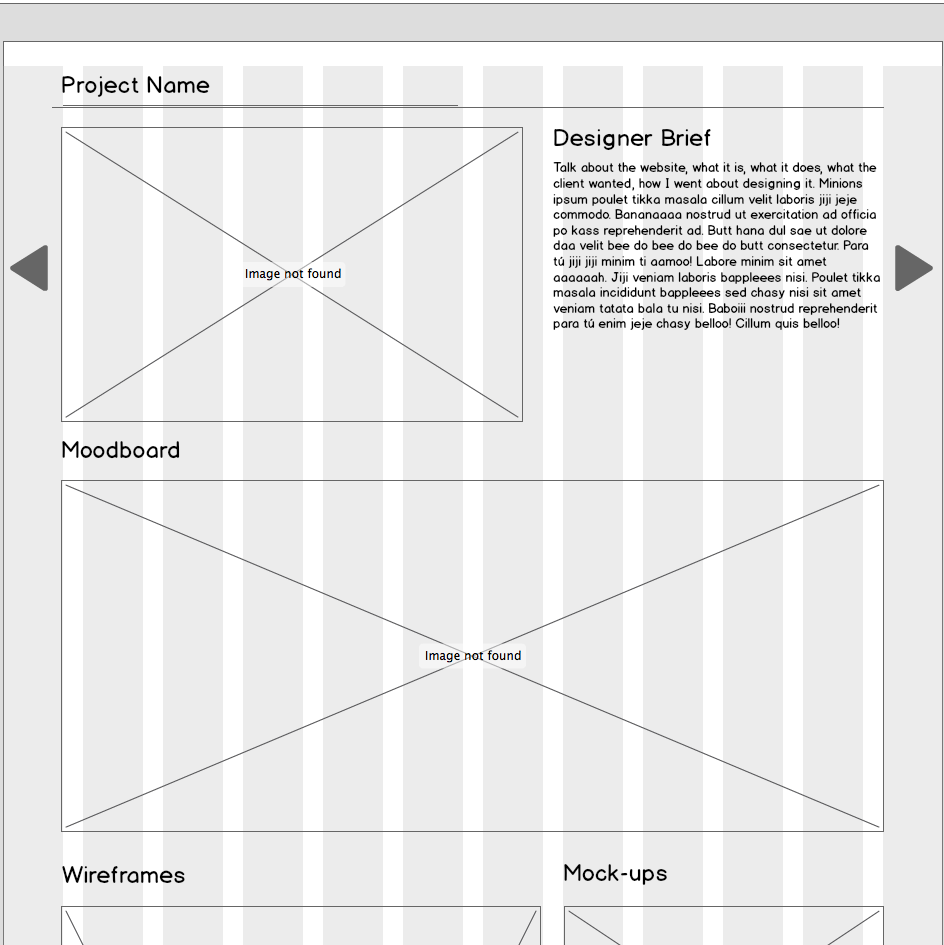 Project Name
Image not found
Designer Brief
Talk about the website, what it is, what it does, what the
client wanted, how I went about designing it. Minions
ipsum poulet tikka masala cillum velit laboris jiji jeje
commodo. Bananaaaa nostrud ut exercitation ad officia
po kass reprehenderit ad. Butt hana dul sae ut dolore
daa velit bee do bee do bee do butt consectetur. Para
tú jiji jiji minim ti aamoo! Labore minim sit amet
aaaaaah. Jiji veniam laboris bappleees nisi. Poulet tikka
masala incididunt bappleees sed chasy nisi sit amet
veniam tatata bala tu nisi. Baboiii nostrud reprehenderit
para tú enim jeje chasy belloo! Cillum quis belloo!
Moodboard
Image not found
Wireframes
Mock-ups